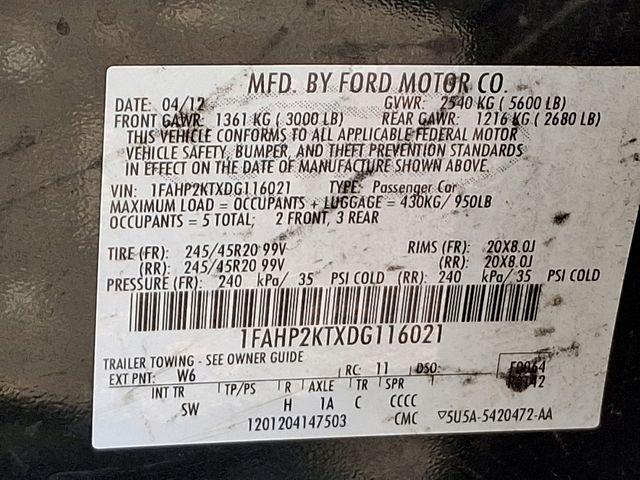 MFD. BY FORD MOTOR CO.
DATE: 04/12 GVWR: 2540 KG ( 5600 LB)
FRONT GAWR: 1361 KG ( 3000 LB) REAR GAWR: 1216 KG ( 2680 LB)
THIS VEHICLE CONFORMS TO ALL APPLICABLE FEDERAL MOTOR
VEHICLE SAFETY, BUMPER, AND THEFT PREVENTION STANDARDS
IN EFFECT ON THE DATE OF MANUFACTURE SHOWN ABOVE.
VIN: 1FAHP2KTXDG116021 TYPE: Passenger Car
MAXIMUM LOAD = OCCUPANTS + LUGGAGE = 430KG/ 950LB
OCCUPANTS = 5 TOTAL; 2 FRONT, 3 REAR
TIRE (FR): 245/45R20 99V RIMS (FR): 20X8.0J
(RR): 245/45R20 99V (RR): 20X8.0J
PRESSURE (FR): 240 kPa/ 35 PSI COLD (RR): 240 kPa/35 PSI COLD
1FAHP2KTXDG116021
TRAILER TOWING - SEE OWNER GUIDE
EXT PNT: W6 RC: 11 DSO: F0064
INT TR TP/PS R AXLE TR SPR
SW H 1A C CCCC
1201204147503 CMC ▽5U5A-5420472-AA